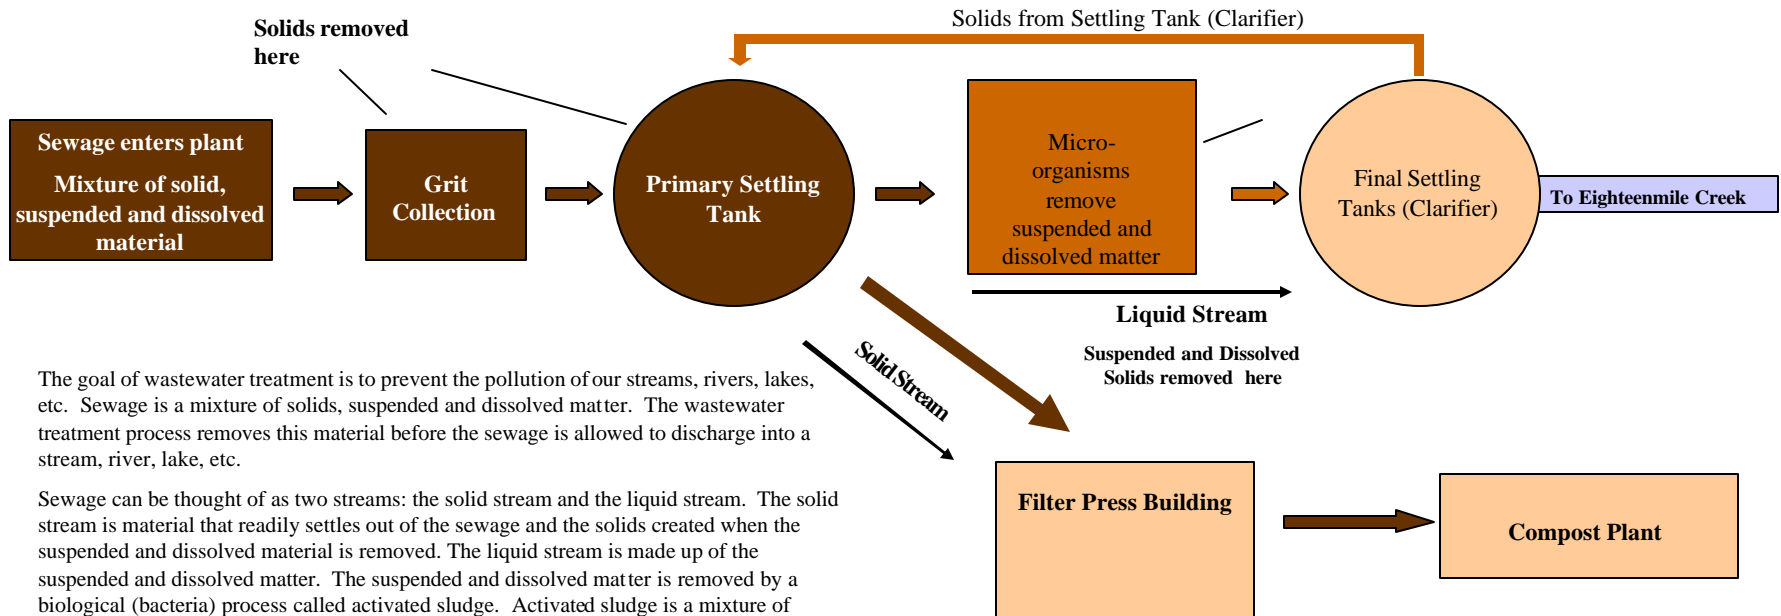 Solids from Settling Tank (Clarifier)
Solids removed
here
Sewage enters plant
Mixture of solid,
suspended and dissolved
material
Grit
Collection
Primary Settling
Tank
Micro-
organisms
remove
suspended and
dissolved matter
Final Settling
Tanks (Clarifier)
To Eighteenmile Creek
Liquid Stream
Suspended and Dissolved
Solids removed here
Solid Stream
The goal of wastewater treatment is to prevent the pollution of our streams, rivers, lakes,
etc. Sewage is a mixture of solids, suspended and dissolved matter. The wastewater
treatment process removes this material before the sewage is allowed to discharge into a
stream, river, lake, etc.
Sewage can be thought of as two streams: the solid stream and the liquid stream. The solid
stream is material that readily settles out of the sewage and the solids created when the
suspended and dissolved material is removed. The liquid stream is made up of the
suspended and dissolved matter. The suspended and dissolved matter is removed by a
biological (bacteria) process called activated sludge. Activated sludge is a mixture of
Filter Press Building
Compost Plant